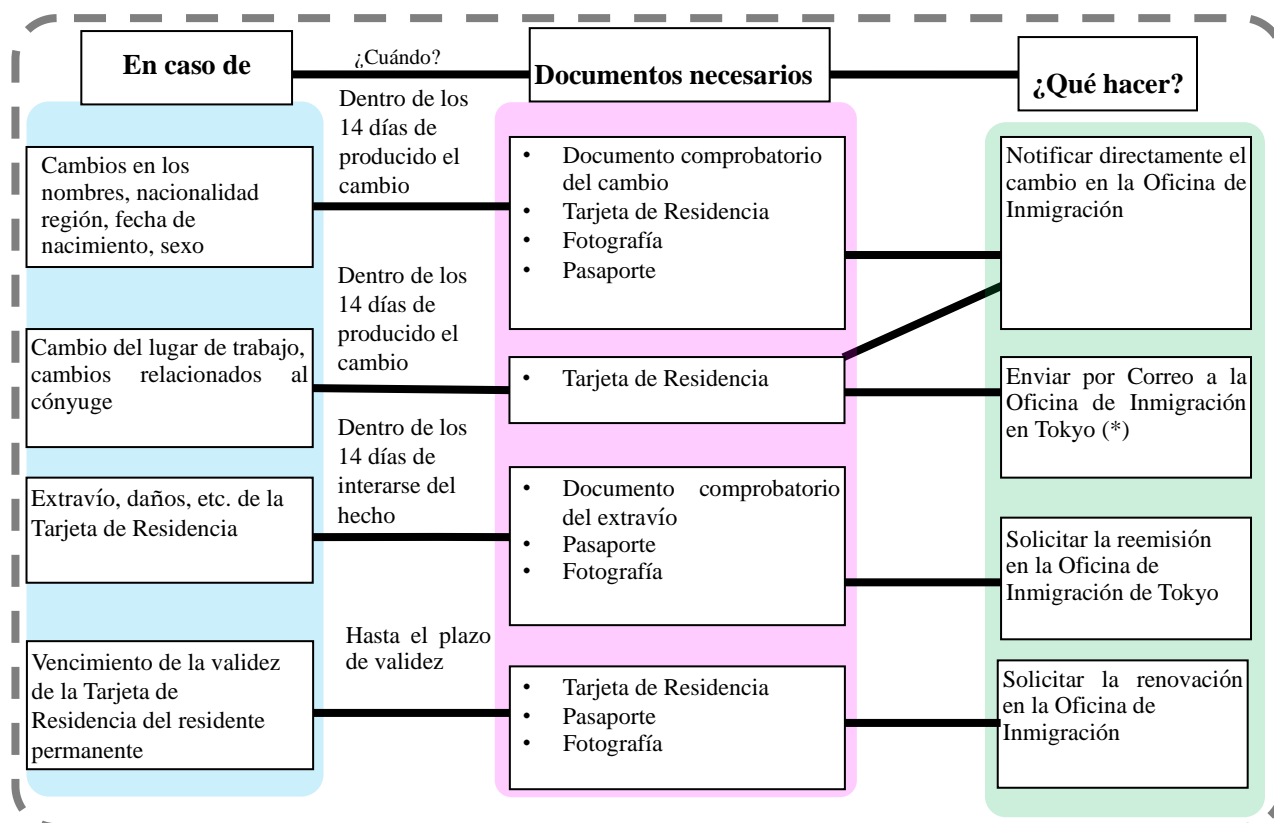 En caso de
¿Cuándo?
Documentos necesarios
¿Qué hacer?
Cambios en los
nombres, nacionalidad
región, fecha de
nacimiento, sexo
Dentro de los
14 días de
producido el
cambio
• Documento comprobatorio
del cambio
• Tarjeta de Residencia
• Fotografía
• Pasaporte
Notificar directamente el
cambio en la Oficina de
Inmigración
Cambio del lugar de trabajo,
cambios relacionados al
cónyuge
Dentro de los
14 días de
producido el
cambio
• Tarjeta de Residencia
Enviar por Correo a la
Oficina de Inmigración
en Tokyo (*)
Extravío, daños, etc. de la
Tarjeta de Residencia
Dentro de los
14 días de
interarse del
hecho
• Documento comprobatorio
del extravío
• Pasaporte
• Fotografía
Solicitar la reemisión
en la Oficina de
Inmigración de Tokyo
Vencimiento de la validez
de la Tarjeta de
Residencia del residente
permanente
Hasta el plazo
de validez
• Tarjeta de Residencia
• Pasaporte
• Fotografía
Solicitar la renovación
en la Oficina de
Inmigración